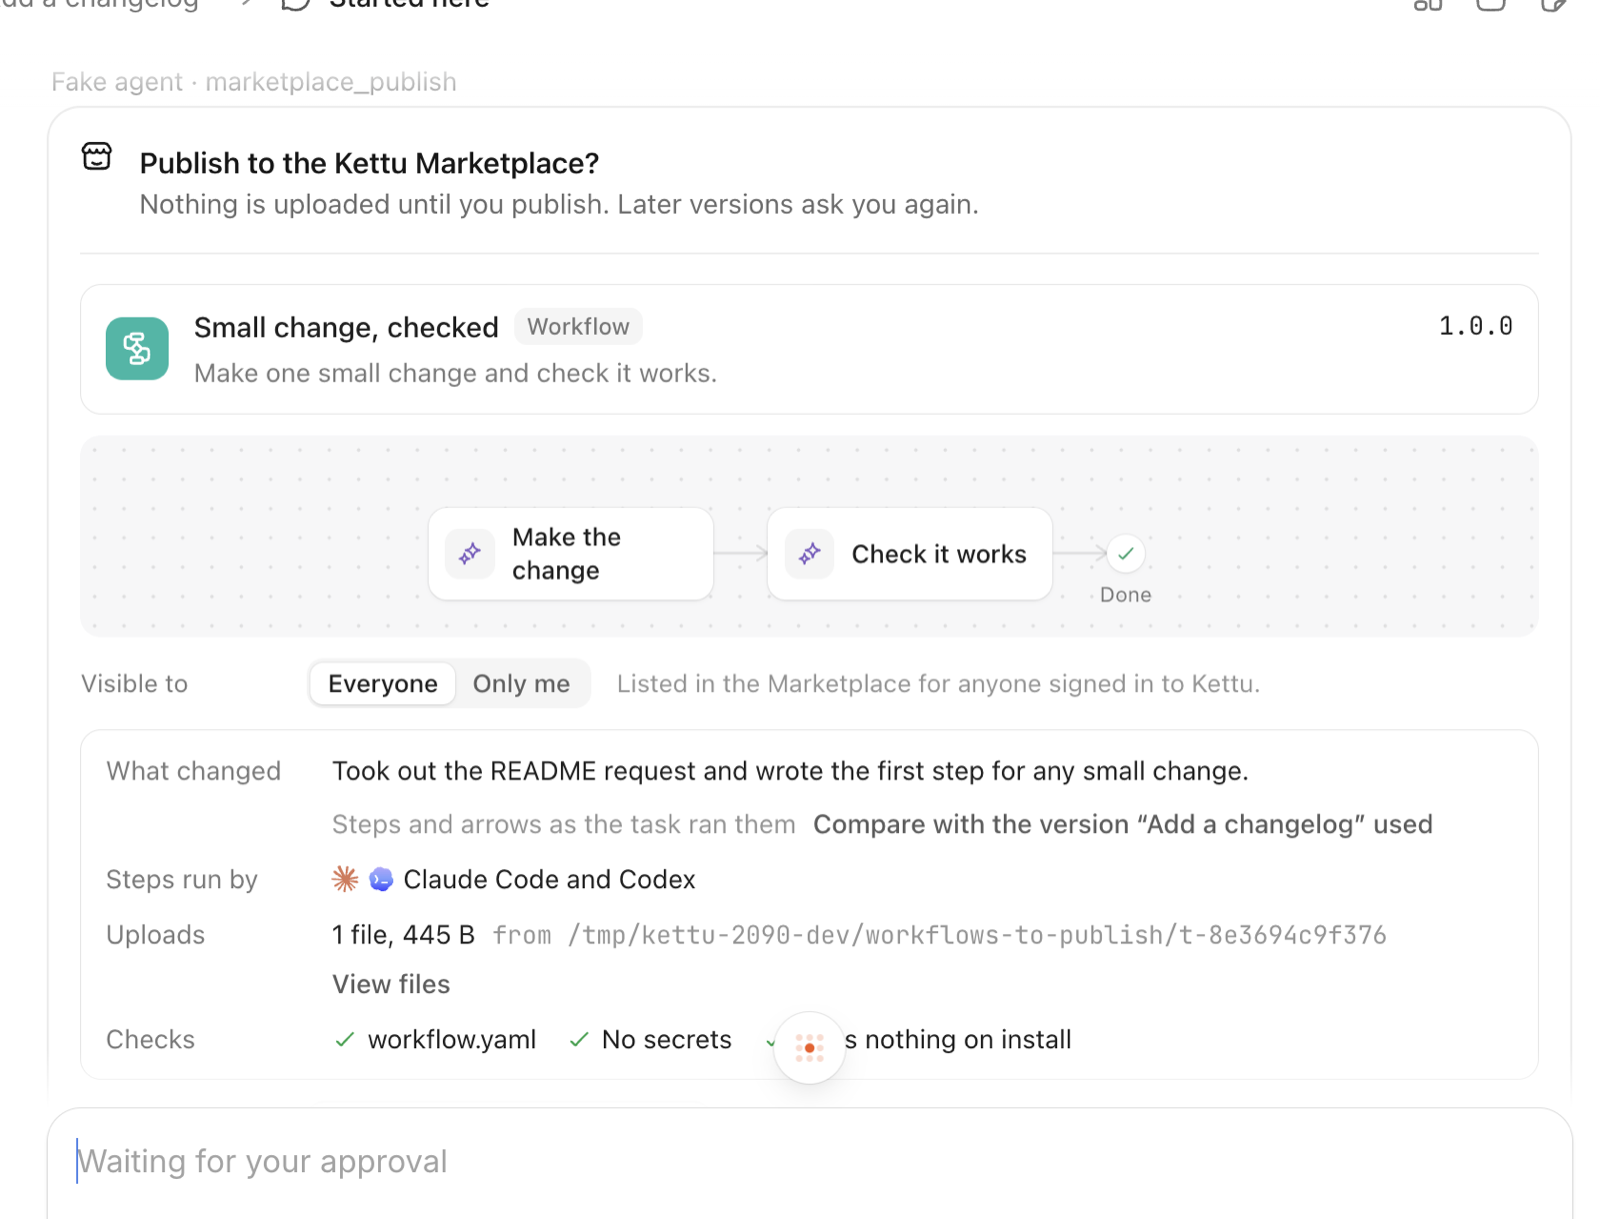 Started here
Fake agent · marketplace_publish
Publish to the Kettu Marketplace?
Nothing is uploaded until you publish. Later versions ask you again.
Small change, checked Workflow 1.0.0
Make one small change and check it works.
Make the
change
Check it works
Done
Visible to Everyone Only me Listed in the Marketplace for anyone signed in to Kettu.
What changed Took out the README request and wrote the first step for any small change.
Steps and arrows as the task ran them Compare with the version “Add a changelog” used
Steps run by Claude Code and Codex
Uploads 1 file, 445 B from /tmp/kettu-2090-dev/workflows-to-publish/t-8e3694c9f376
View files
Checks workflow.yaml No secrets s nothing on install
Waiting for your approval